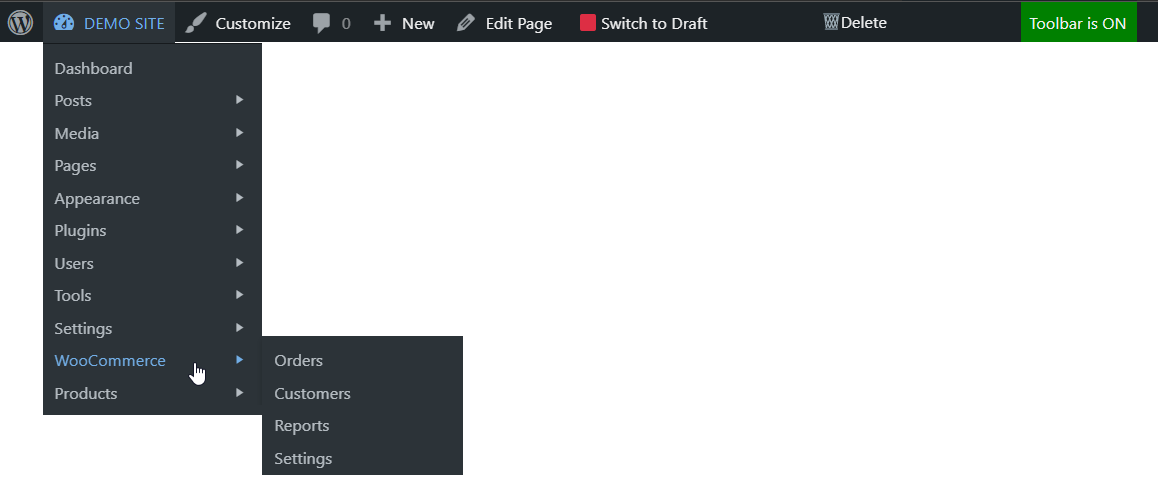 DEMO SITE Customize 0 New Edit Page Switch to Draft Delete Toolbar is ON
Dashboard
Posts
Media
Pages
Appearance
Plugins
Users
Tools
Settings
WooCommerce
Products
Orders
Customers
Reports
Settings